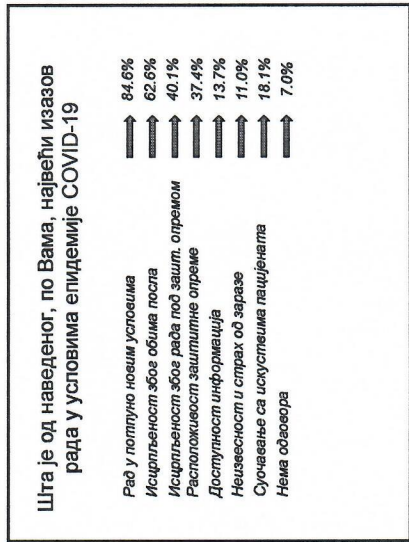 Шта је од наведеног, по Вама, највећи изазов
рада у условима епидемије COVID-19
Рад у потпуно новим условима 84.6%
Исцрпљеност због обима посла 62.6%
Исцрпљеност због рада под зашт. опремом 40.1%
Расположивост заштитне опреме 37.4%
Доступност информација 13.7%
Неизвесност и страх од заразе 11.0%
Суочавање са искуствима пацијената 18.1%
Нема одговора 7.0%